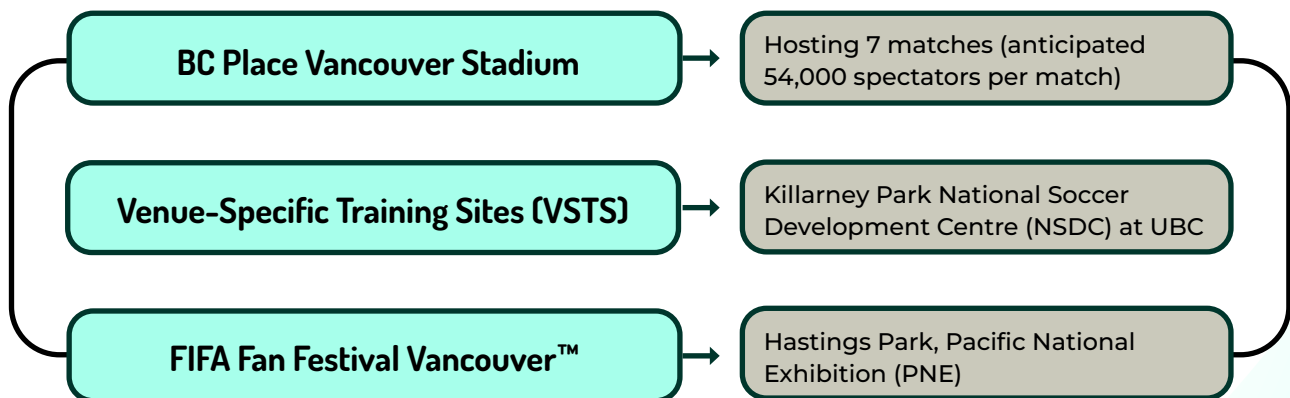 BC Place Vancouver Stadium
Hosting 7 matches (anticipated
54,000 spectators per match)
Venue-Specific Training Sites (VSTS)
Killarney Park National Soccer
Development Centre (NSDC) at UBC
FIFA Fan Festival Vancouver™
Hastings Park, Pacific National
Exhibition (PNE)